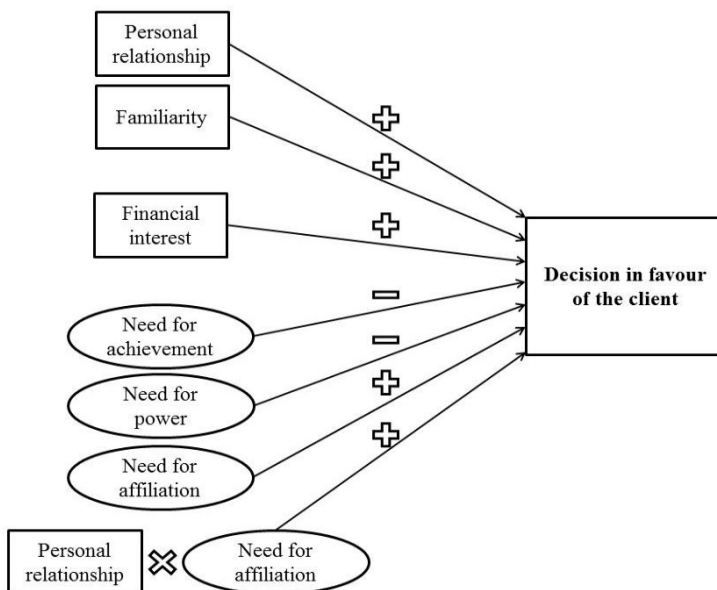 Personal
relationship
Familiarity
Financial
interest
Decision in favour
of the client
Need for
achievement
Need for
power
Need for
affiliation
Personal
relationship
Need for
affiliation